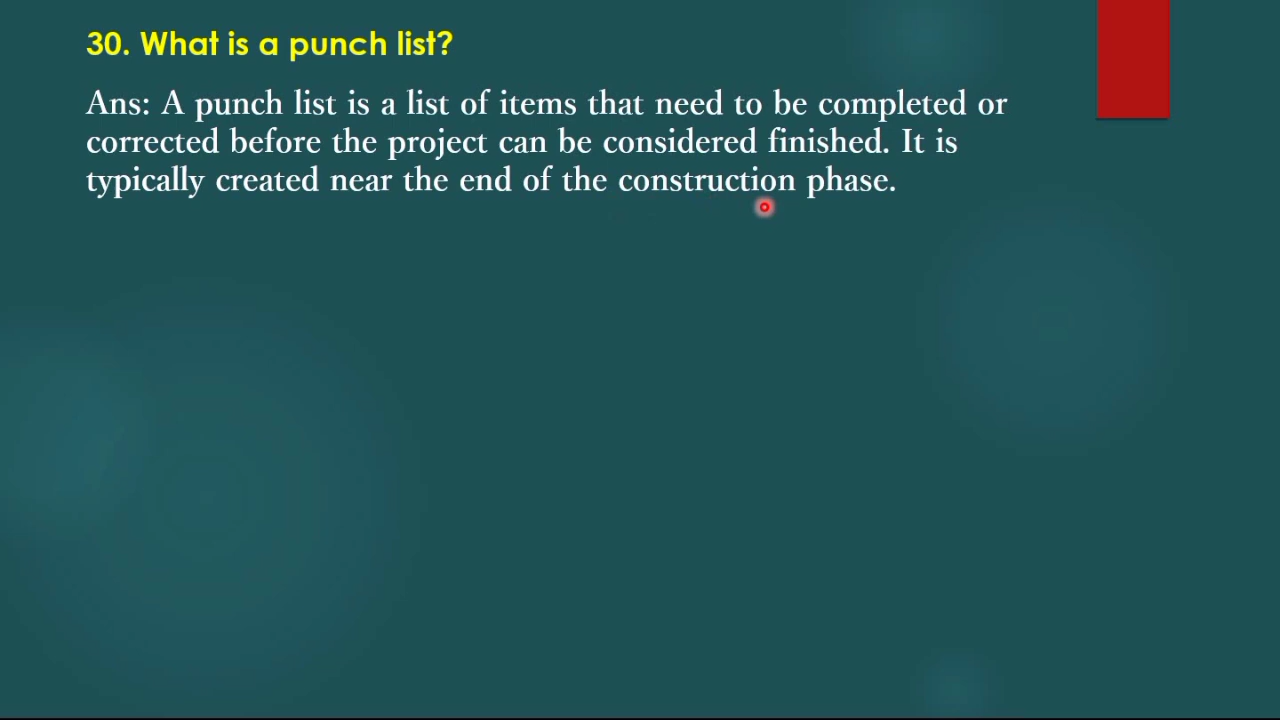 30. What is a punch list?
Ans: A punch list is a list of items that need to be completed or
corrected before the project can be considered finished. It is
typically created near the end of the construction phase.